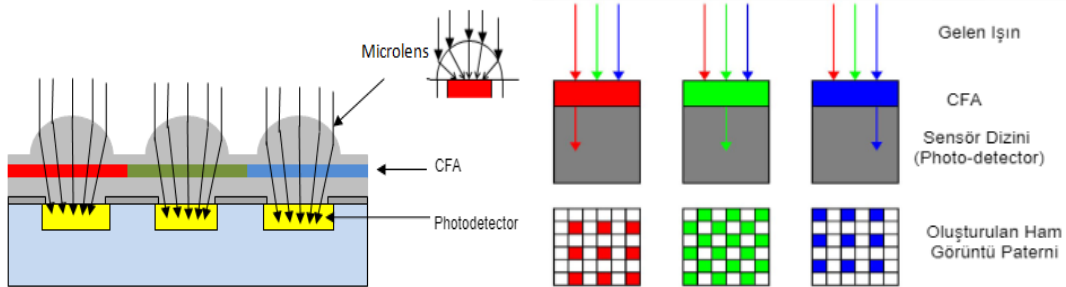 Microlens
CFA
Photodetector
Gelen Işın
CFA
Sensör Dizini
(Photo-detector)
Oluşturulan Ham
Görüntü Paterni